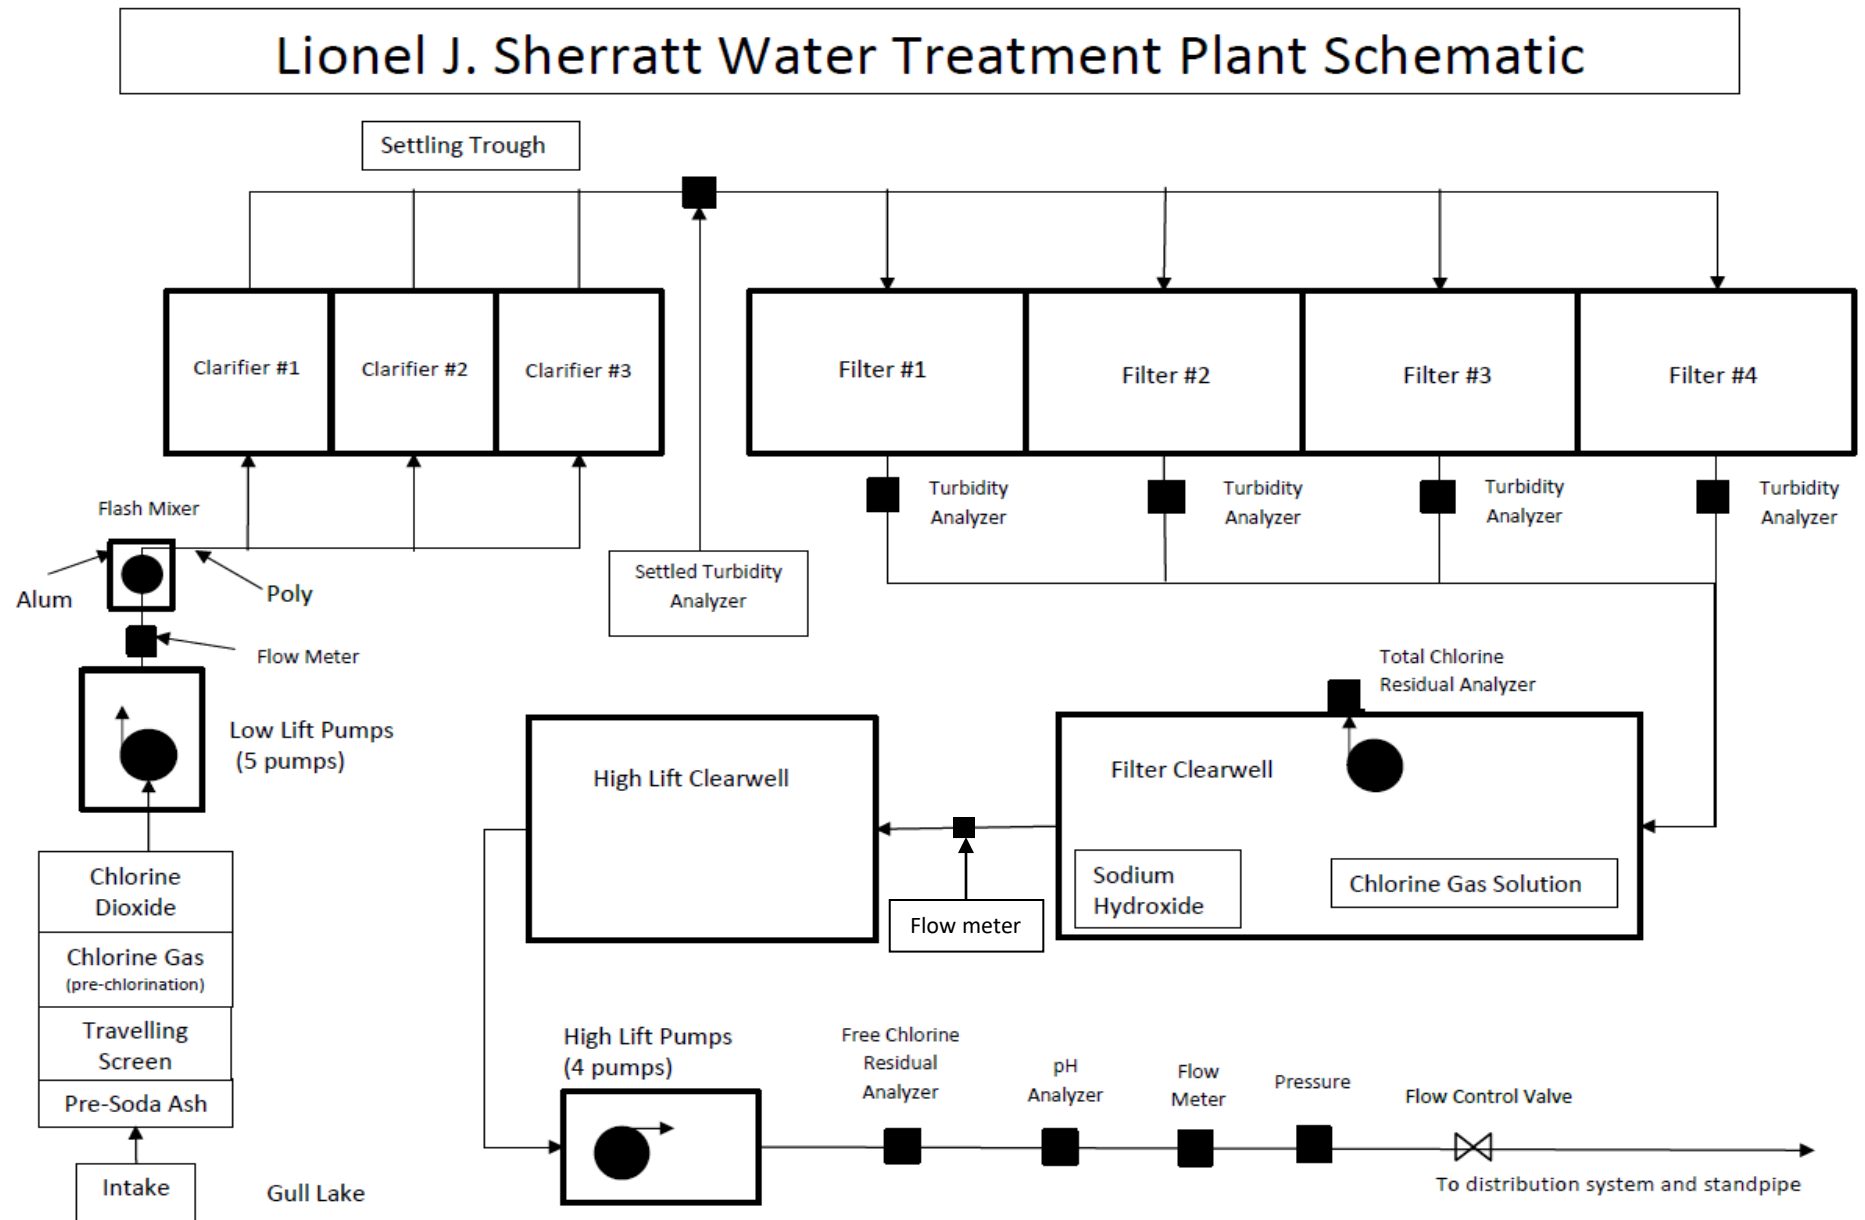 Lionel J. Sherratt Water Treatment Plant Schematic
Settling Trough
Clarifier #1
Clarifier #2
Clarifier #3
Filter #1
Filter #2
Filter #3
Filter #4
Turbidity
Analyzer
Turbidity
Analyzer
Turbidity
Analyzer
Turbidity
Analyzer
Flash Mixer
Alum
Poly
Settled Turbidity
Analyzer
Flow Meter
Low Lift Pumps
(5 pumps)
Total Chlorine
Residual Analyzer
High Lift Clearwell
Filter Clearwell
Sodium
Hydroxide
Chlorine Gas Solution
Flow meter
Chlorine
Dioxide
Chlorine Gas
(pre-chlorination)
Travelling
Screen
Pre-Soda Ash
Intake
Gull Lake
High Lift Pumps
(4 pumps)
Free Chlorine
Residual
Analyzer
pH
Analyzer
Flow
Meter
Pressure
Flow Control Valve
To distribution system and standpipe